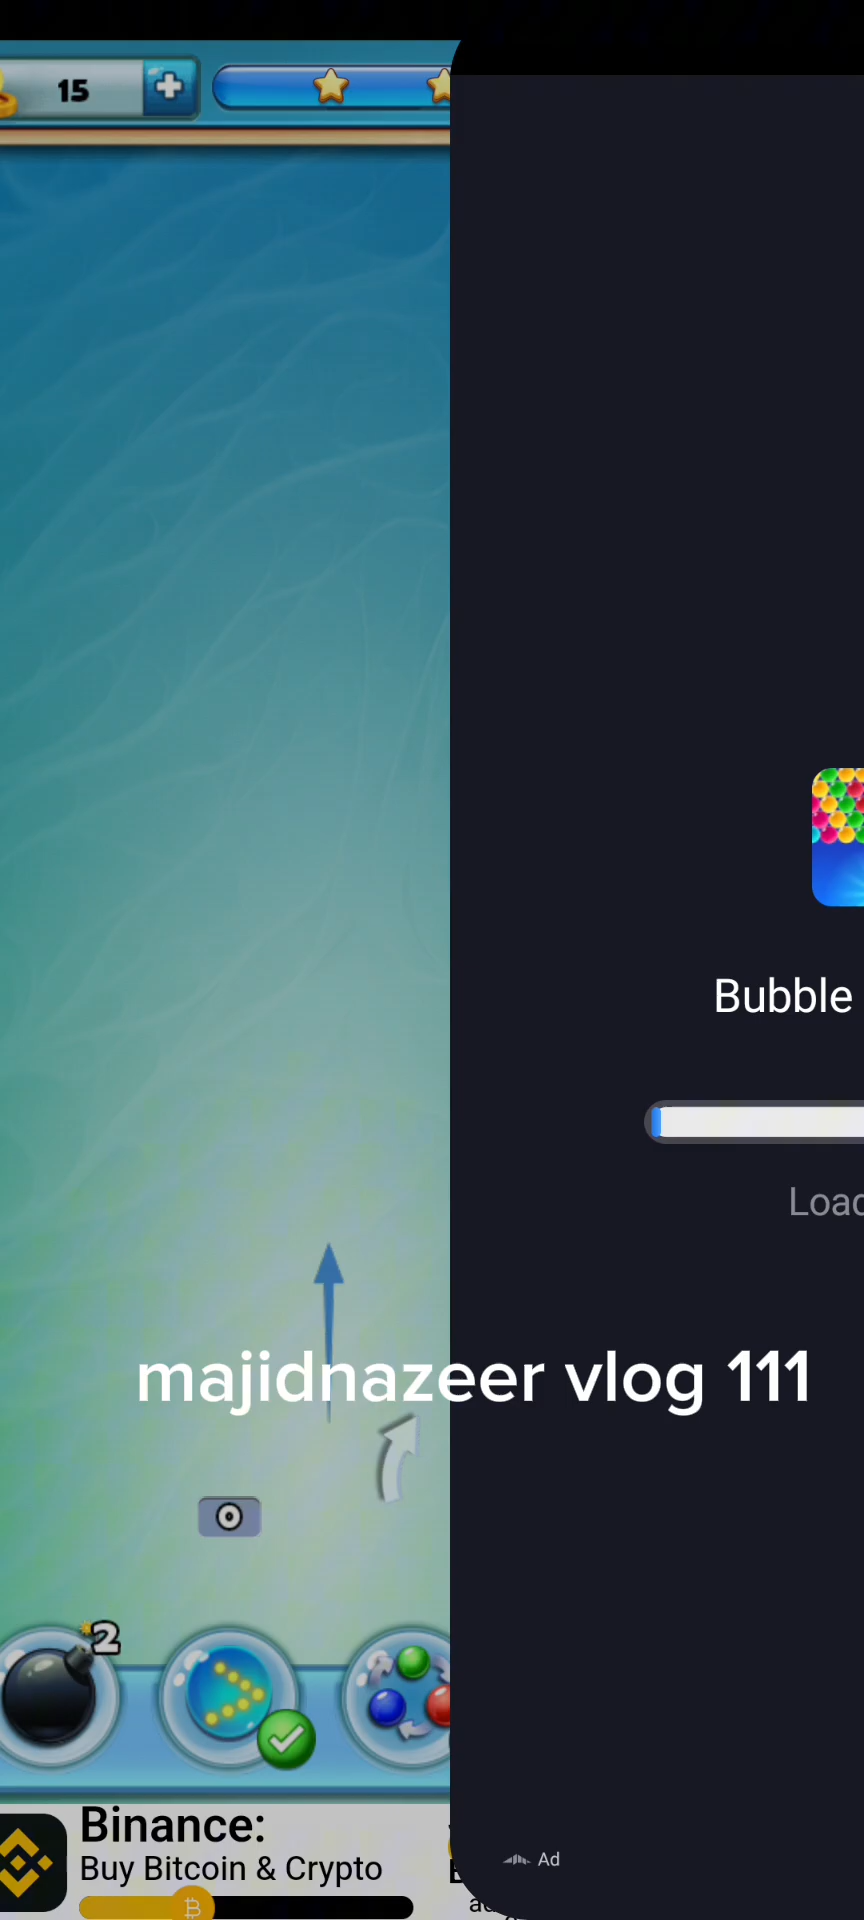 15
Bubble
Load
majidnazeer vlog 111
2
Binance:
Buy Bitcoin & Crypto
Ad